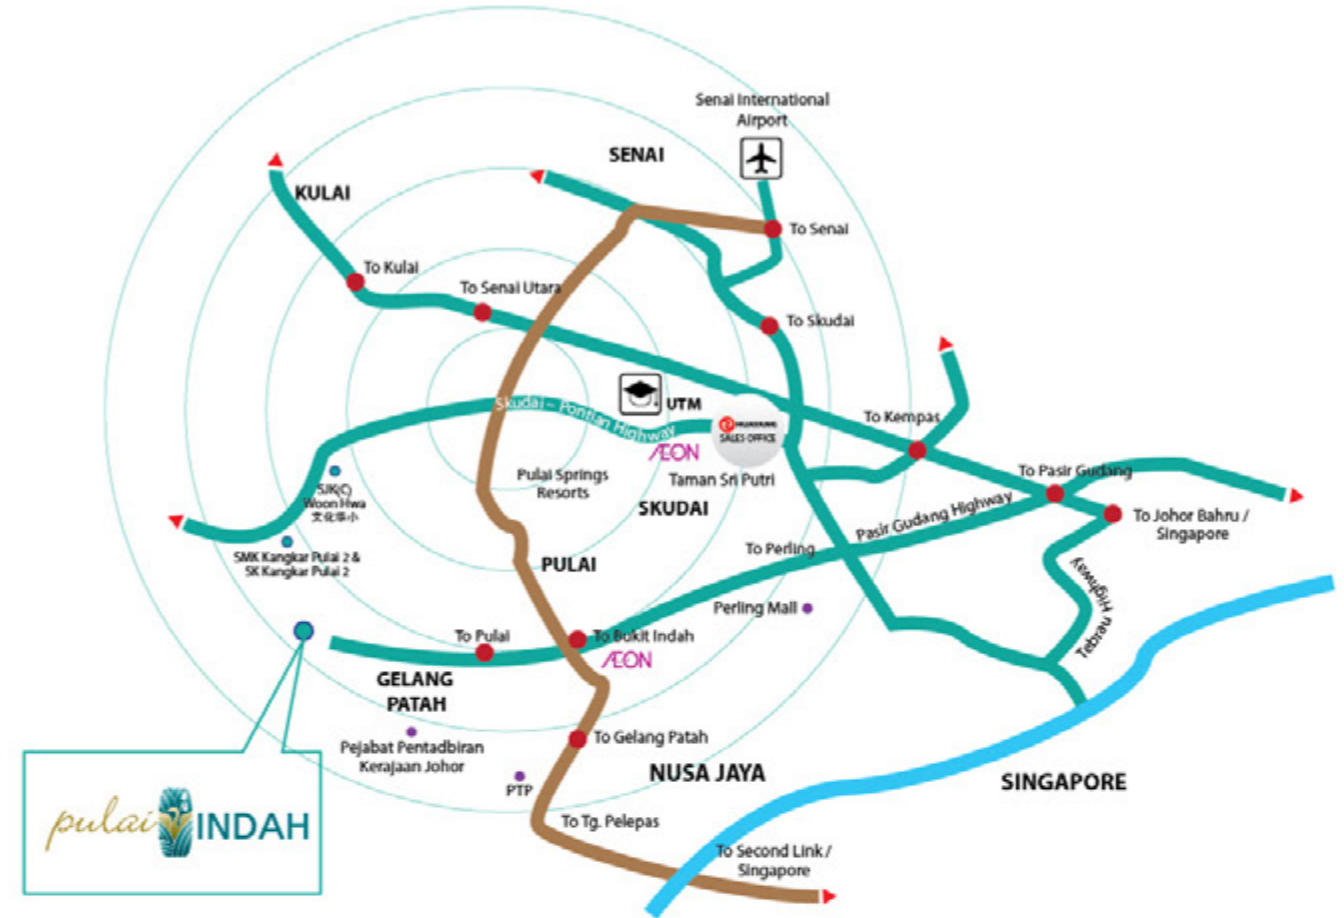 Senai International
Airport
SENAI
KULAI
To Senai
To Kulai
To Senai Utara
To Skudai
UTM
To Kempas
Skudai – Pontian Highway
HUAYANG
SALES OFFICE
ÆON
Taman Sri Putri
To Pasir Gudang
Pulai Springs
Resorts
SJK(C)
Woon Hwa
文化华小
SKUDAI
Pasir Gudang Highway
To Johor Bahru /
Singapore
SMK Kangkar Pulai 2 &
SK Kangkar Pulai 2
PULAI
To Perling
Tebrau Highway
Perling Mall
To Pulai
To Bukit Indah
ÆON
GELANG
PATAH
Pejabat Pentadbiran
Kerajaan Johor
To Gelang Patah
NUSA JAYA
SINGAPORE
PTP
To Tg. Pelepas
pulai INDAH
To Second Link /
Singapore